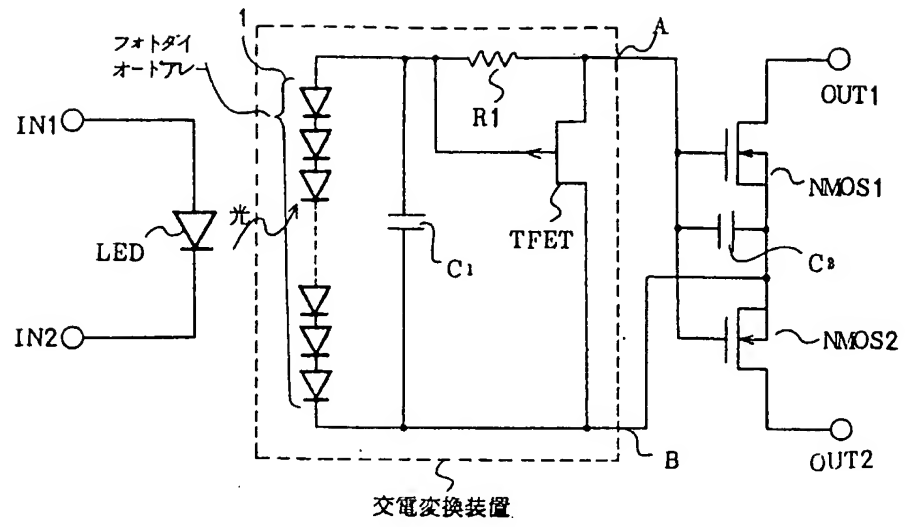 1
フォトダイ
オードアレー
IN1
光
LED
IN2
R1
A
TFET
C1
OUT1
NMOS1
C2
NMOS2
B
OUT2
交電変換装置